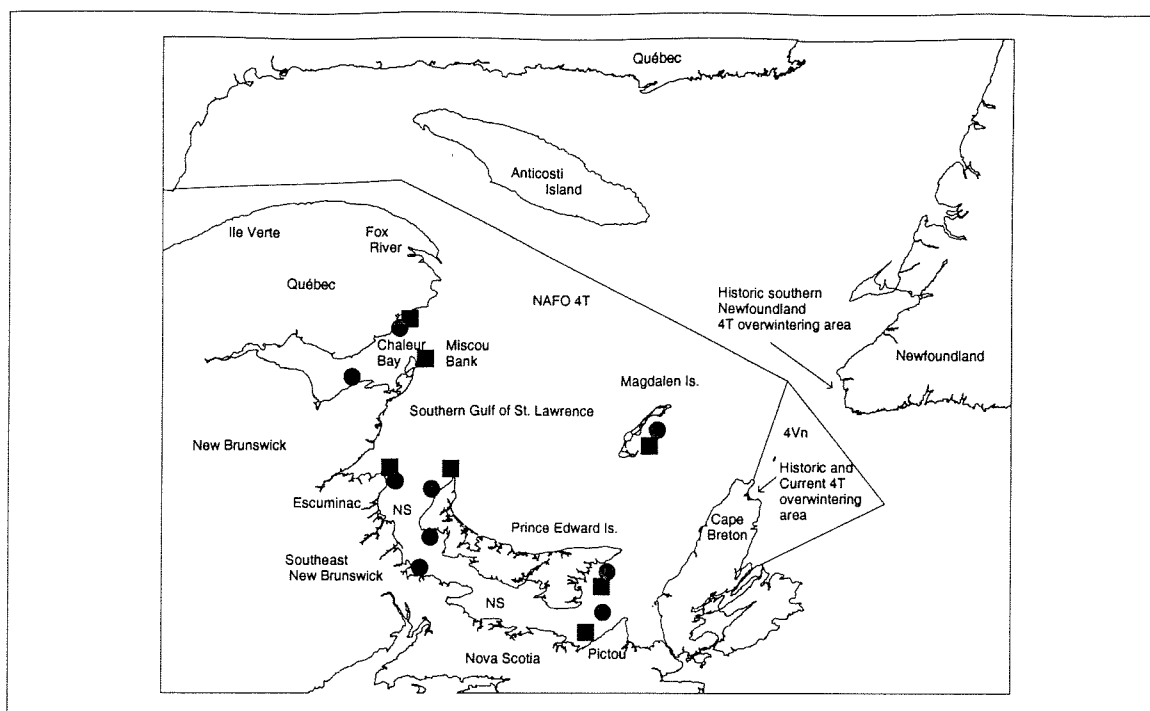 Québec
Anticosti
Island
Ile Verte
Fox
River
Québec
NAFO 4T
Historic southern
Newfoundland
4T overwintering area
Newfoundland
Chaleur
Bay
Miscou
Bank
Magdalen Is.
Southern Gulf of St. Lawrence
New Brunswick
4Vn
Historic and
Current 4T
overwintering
area
Escuminac
NS
Cape
Breton
Prince Edward Is.
Southeast
New Brunswick
NS
Nova Scotia
Pictou